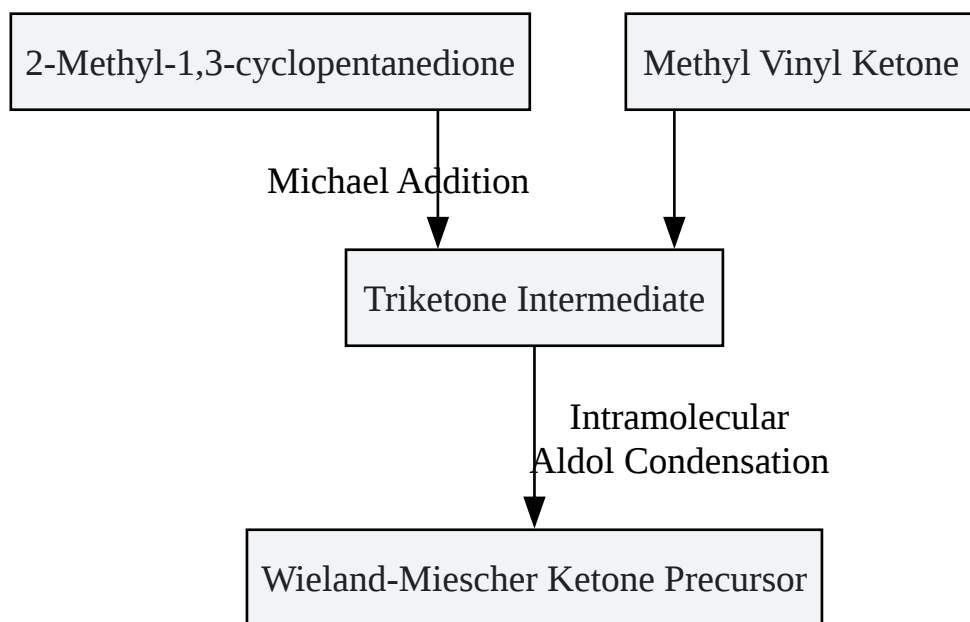 2-Methyl-1,3-cyclopentanedione
Methyl Vinyl Ketone
Michael Addition
Triketone Intermediate
Intramolecular
Aldol Condensation
Wieland-Miescher Ketone Precursor